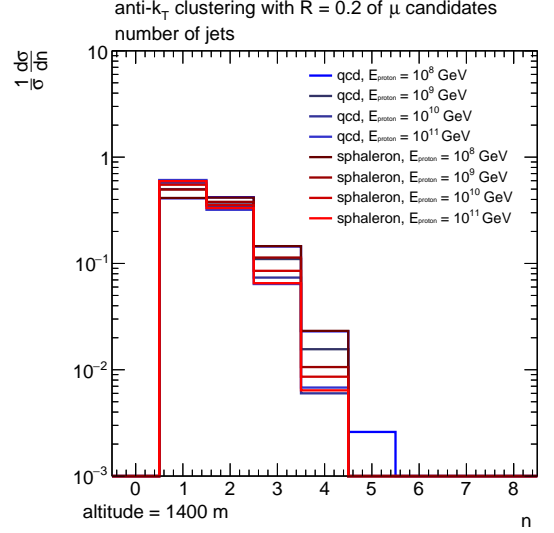 anti-k_T clustering with R = 0.2 of μ candidates
number of jets
1/σ dσ/dn
10
1
10^−1
10^−2
10^−3
qcd, E_proton = 10^8 GeV
qcd, E_proton = 10^9 GeV
qcd, E_proton = 10^10 GeV
qcd, E_proton = 10^11 GeV
sphaleron, E_proton = 10^8 GeV
sphaleron, E_proton = 10^9 GeV
sphaleron, E_proton = 10^10 GeV
sphaleron, E_proton = 10^11 GeV
0 1 2 3 4 5 6 7 8
altitude = 1400 m
n